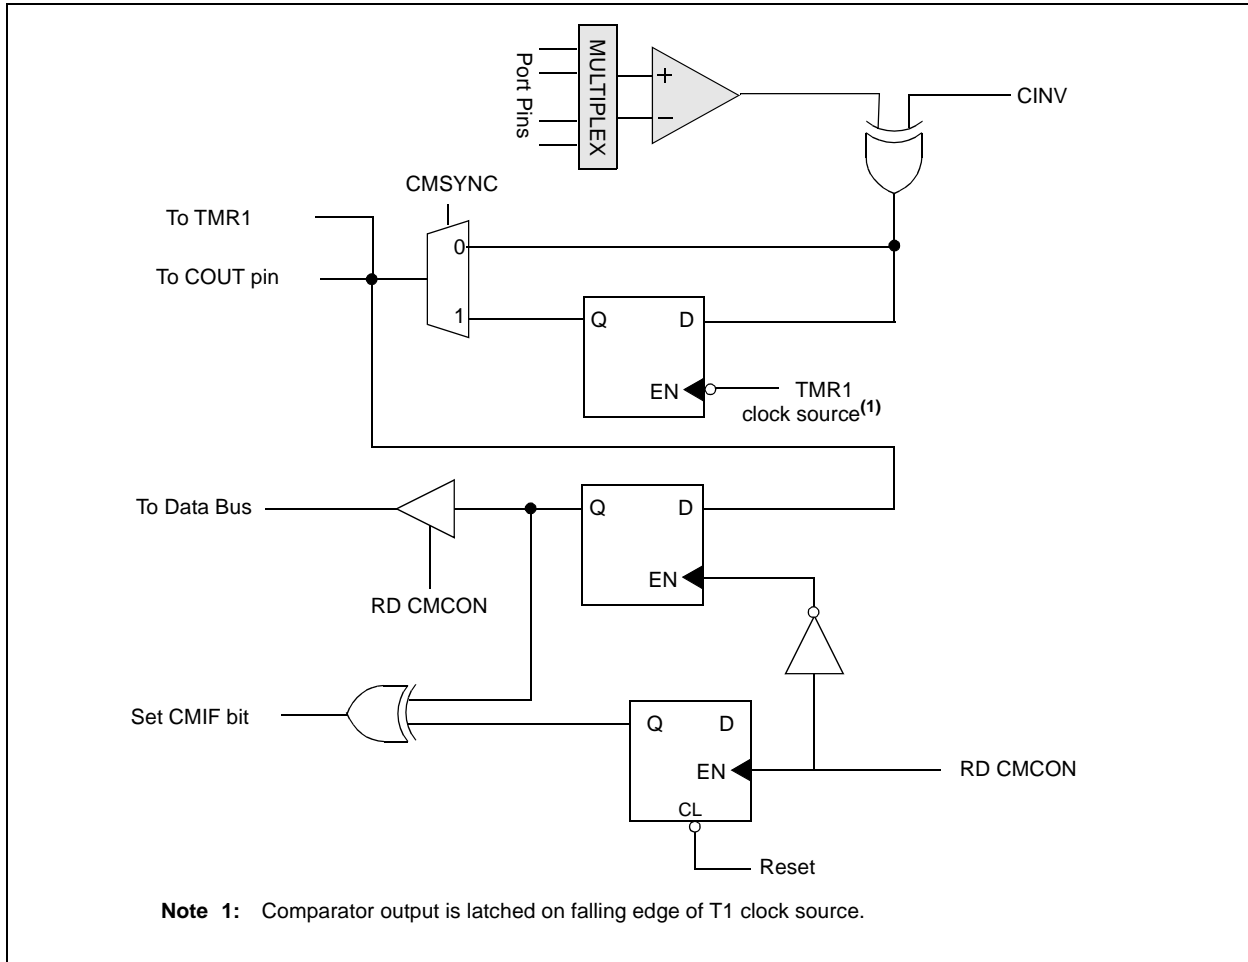 Port Pins
MULTIPLEX
+
−
CINV
CMSYNC
To TMR1
0
To COUT pin
1
Q D
EN
TMR1
clock source(1)
To Data Bus
Q D
EN
RD CMCON
Set CMIF bit
Q D
EN
RD CMCON
CL
Reset
Note 1: Comparator output is latched on falling edge of T1 clock source.